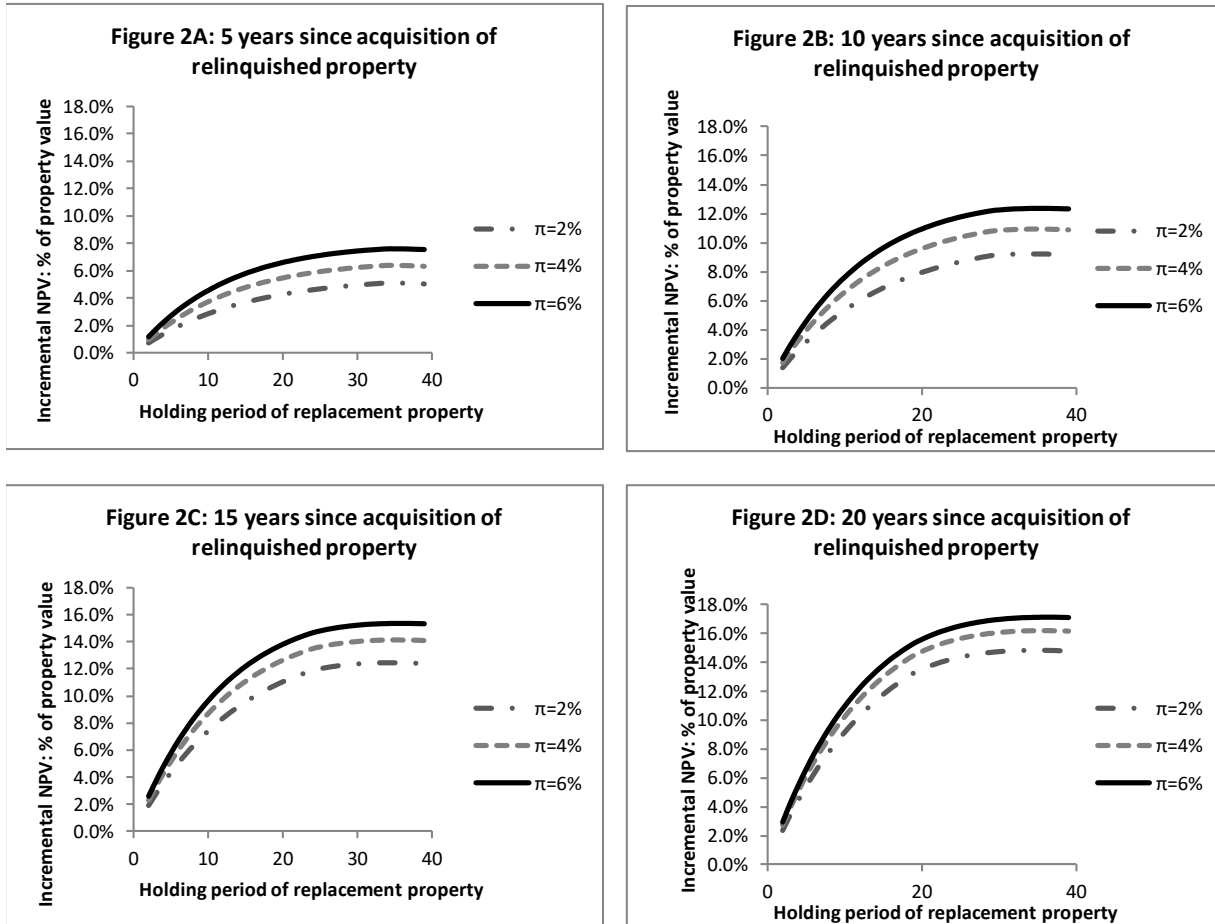 Figure 2A: 5 years since acquisition of
relinquished property
Incremental NPV: % of property value
18.0%
16.0%
14.0%
12.0%
10.0%
8.0%
6.0%
4.0%
2.0%
0.0%
0 10 20 30 40
Holding period of replacement property
π=2%
π=4%
π=6%
Figure 2B: 10 years since acquisition of
relinquished property
Incremental NPV: % of property value
18.0%
16.0%
14.0%
12.0%
10.0%
8.0%
6.0%
4.0%
2.0%
0.0%
0 20 40
Holding period of replacement property
π=2%
π=4%
π=6%
Figure 2C: 15 years since acquisition of
relinquished property
Incremental NPV: % of property value
18.0%
16.0%
14.0%
12.0%
10.0%
8.0%
6.0%
4.0%
2.0%
0.0%
0 10 20 30 40
Holding period of replacement property
π=2%
π=4%
π=6%
Figure 2D: 20 years since acquisition of
relinquished property
Incremental NPV: % of property value
18.0%
16.0%
14.0%
12.0%
10.0%
8.0%
6.0%
4.0%
2.0%
0.0%
0 20 40
Holding period of replacement property
π=2%
π=4%
π=6%